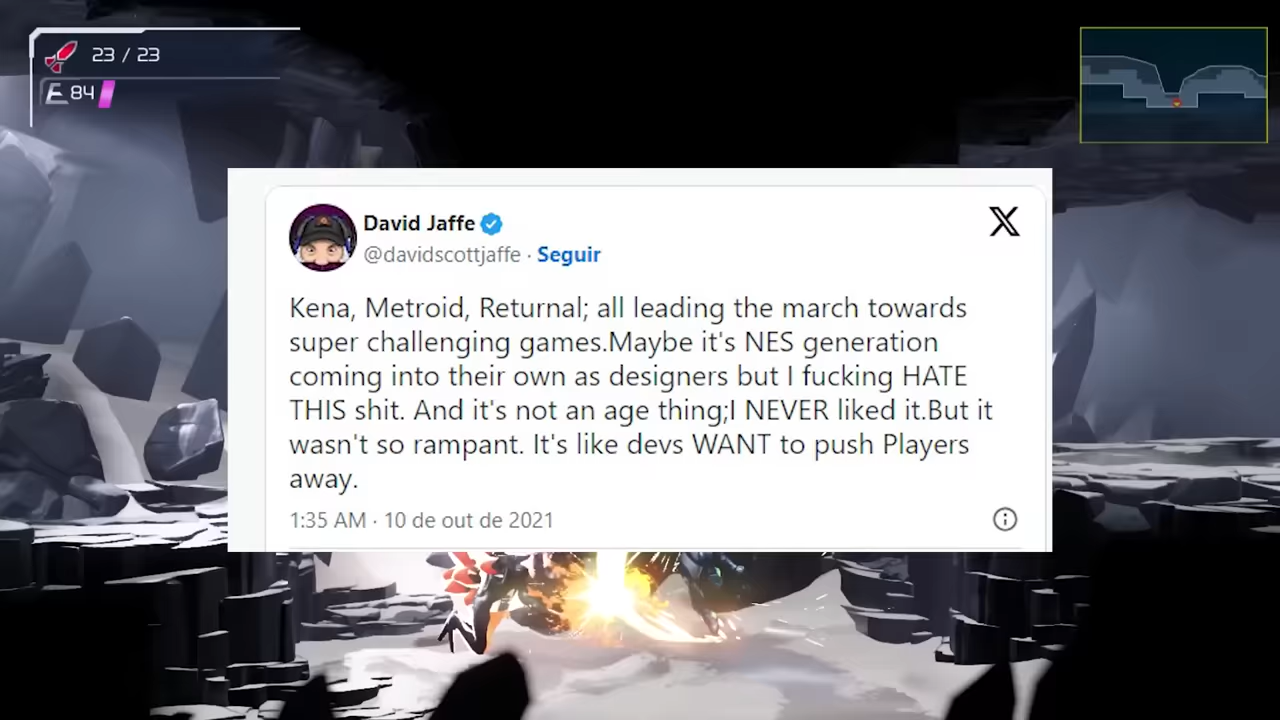 23 / 23
E 84
David Jaffe
@davidscottjaffe · Seguir
Kena, Metroid, Returnal; all leading the march towards
super challenging games.Maybe it's NES generation
coming into their own as designers but I fucking HATE
THIS shit. And it's not an age thing;I NEVER liked it.But it
wasn't so rampant. It's like devs WANT to push Players
away.
1:35 AM · 10 de out de 2021